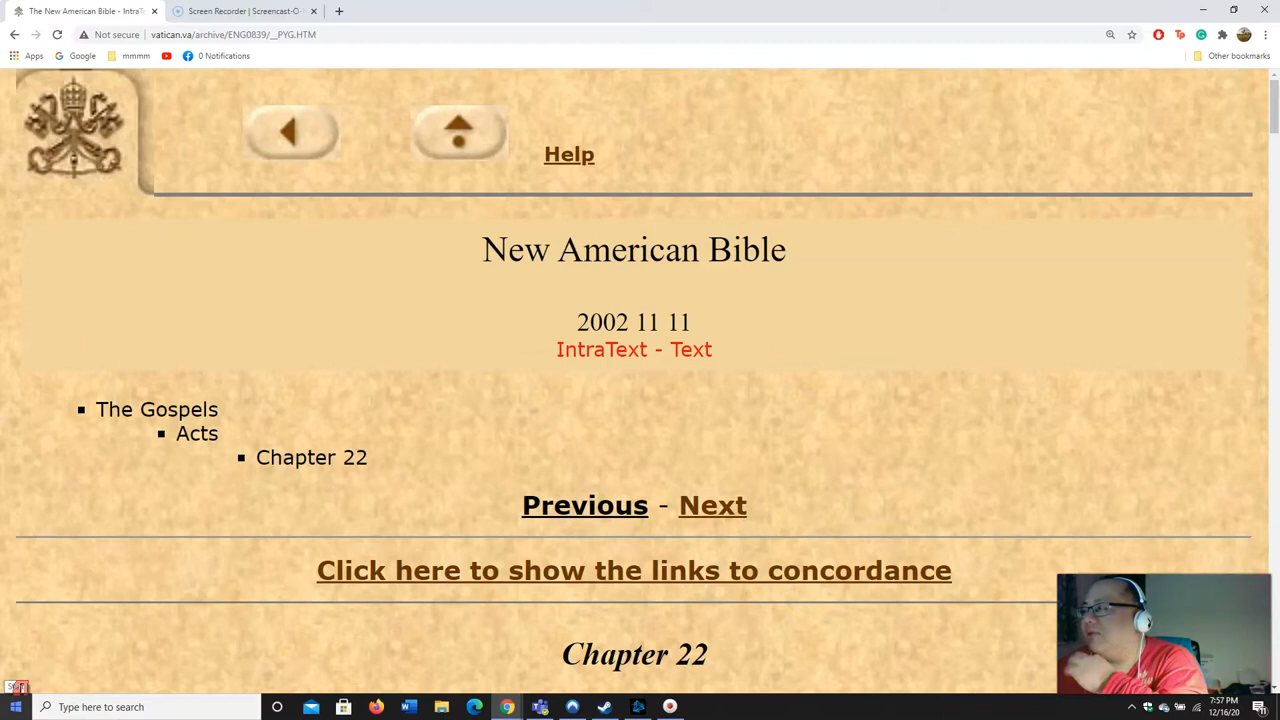 The New American Bible - IntraT
Screen Recorder | Screencast-O-
Not secure
vatican.va/archive/ENG0839/__PYG.HTM
Apps
Google
mmmm
0 Notifications
Other bookmarks
Help
New American Bible
2002 11 11
IntraText - Text
The Gospels
Acts
Chapter 22
Previous - Next
Click here to show the links to concordance
Chapter 22
Type here to search
7:57 PM
12/16/20